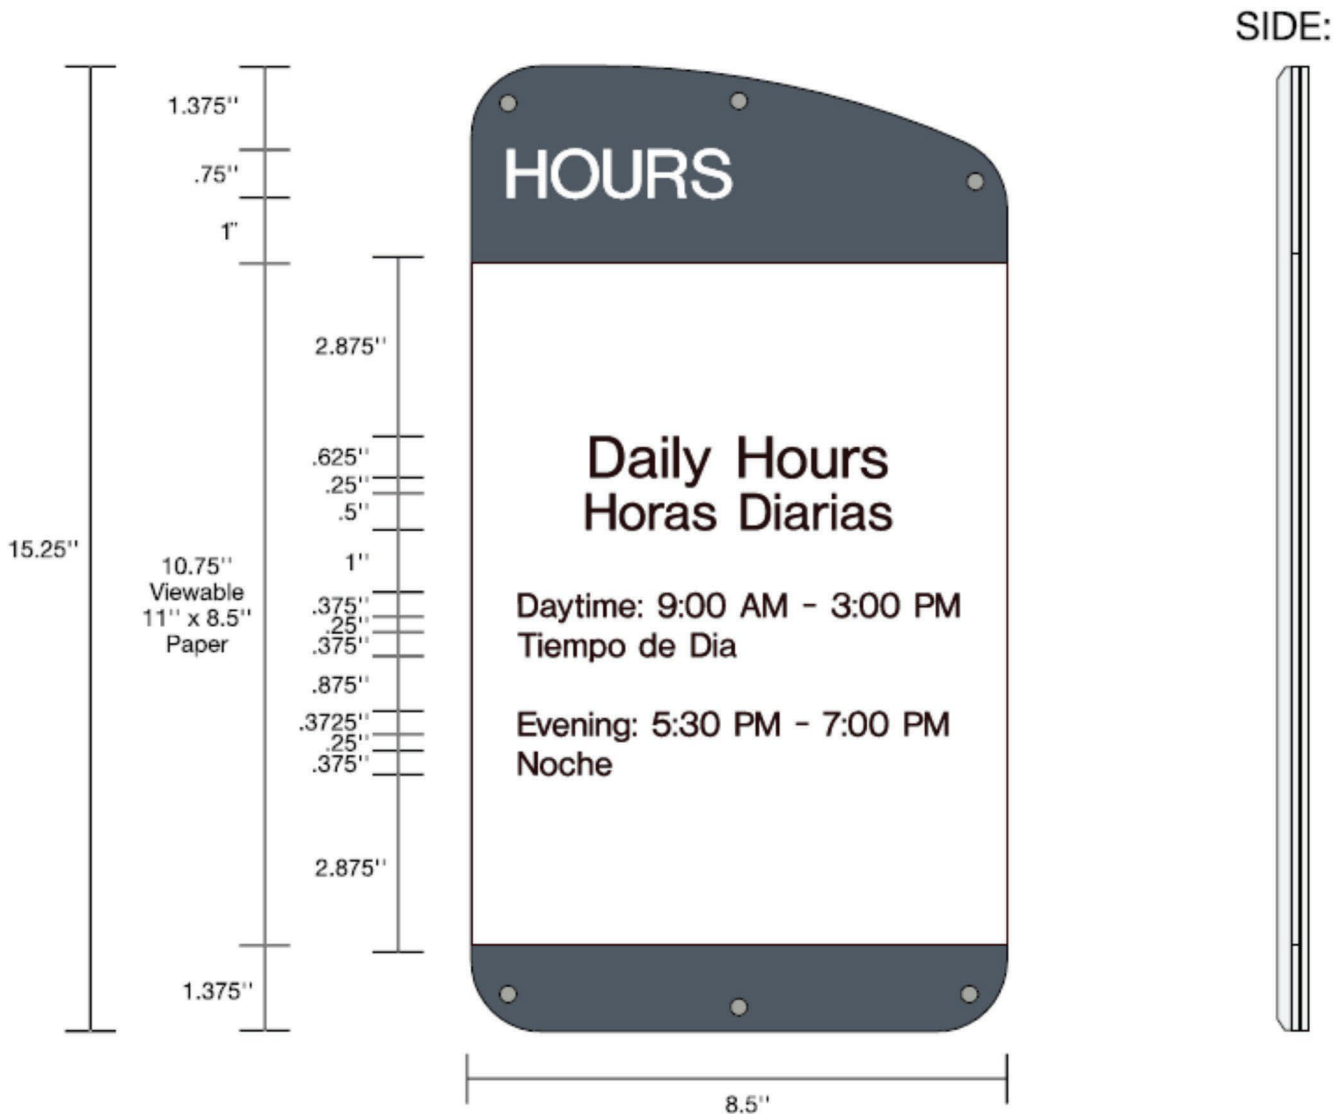 SIDE:
1.375''
.75''
1”
2.875''
.625''
.25''
.5''
1''
.375''
.25''
.375''
.875''
.3725''
.25''
.375''
2.875''
15.25''
10.75''
Viewable
11'' x 8.5''
Paper
1.375''
HOURS
Daily Hours
Horas Diarias
Daytime: 9:00 AM - 3:00 PM
Tiempo de Dia
Evening: 5:30 PM - 7:00 PM
Noche
8.5''